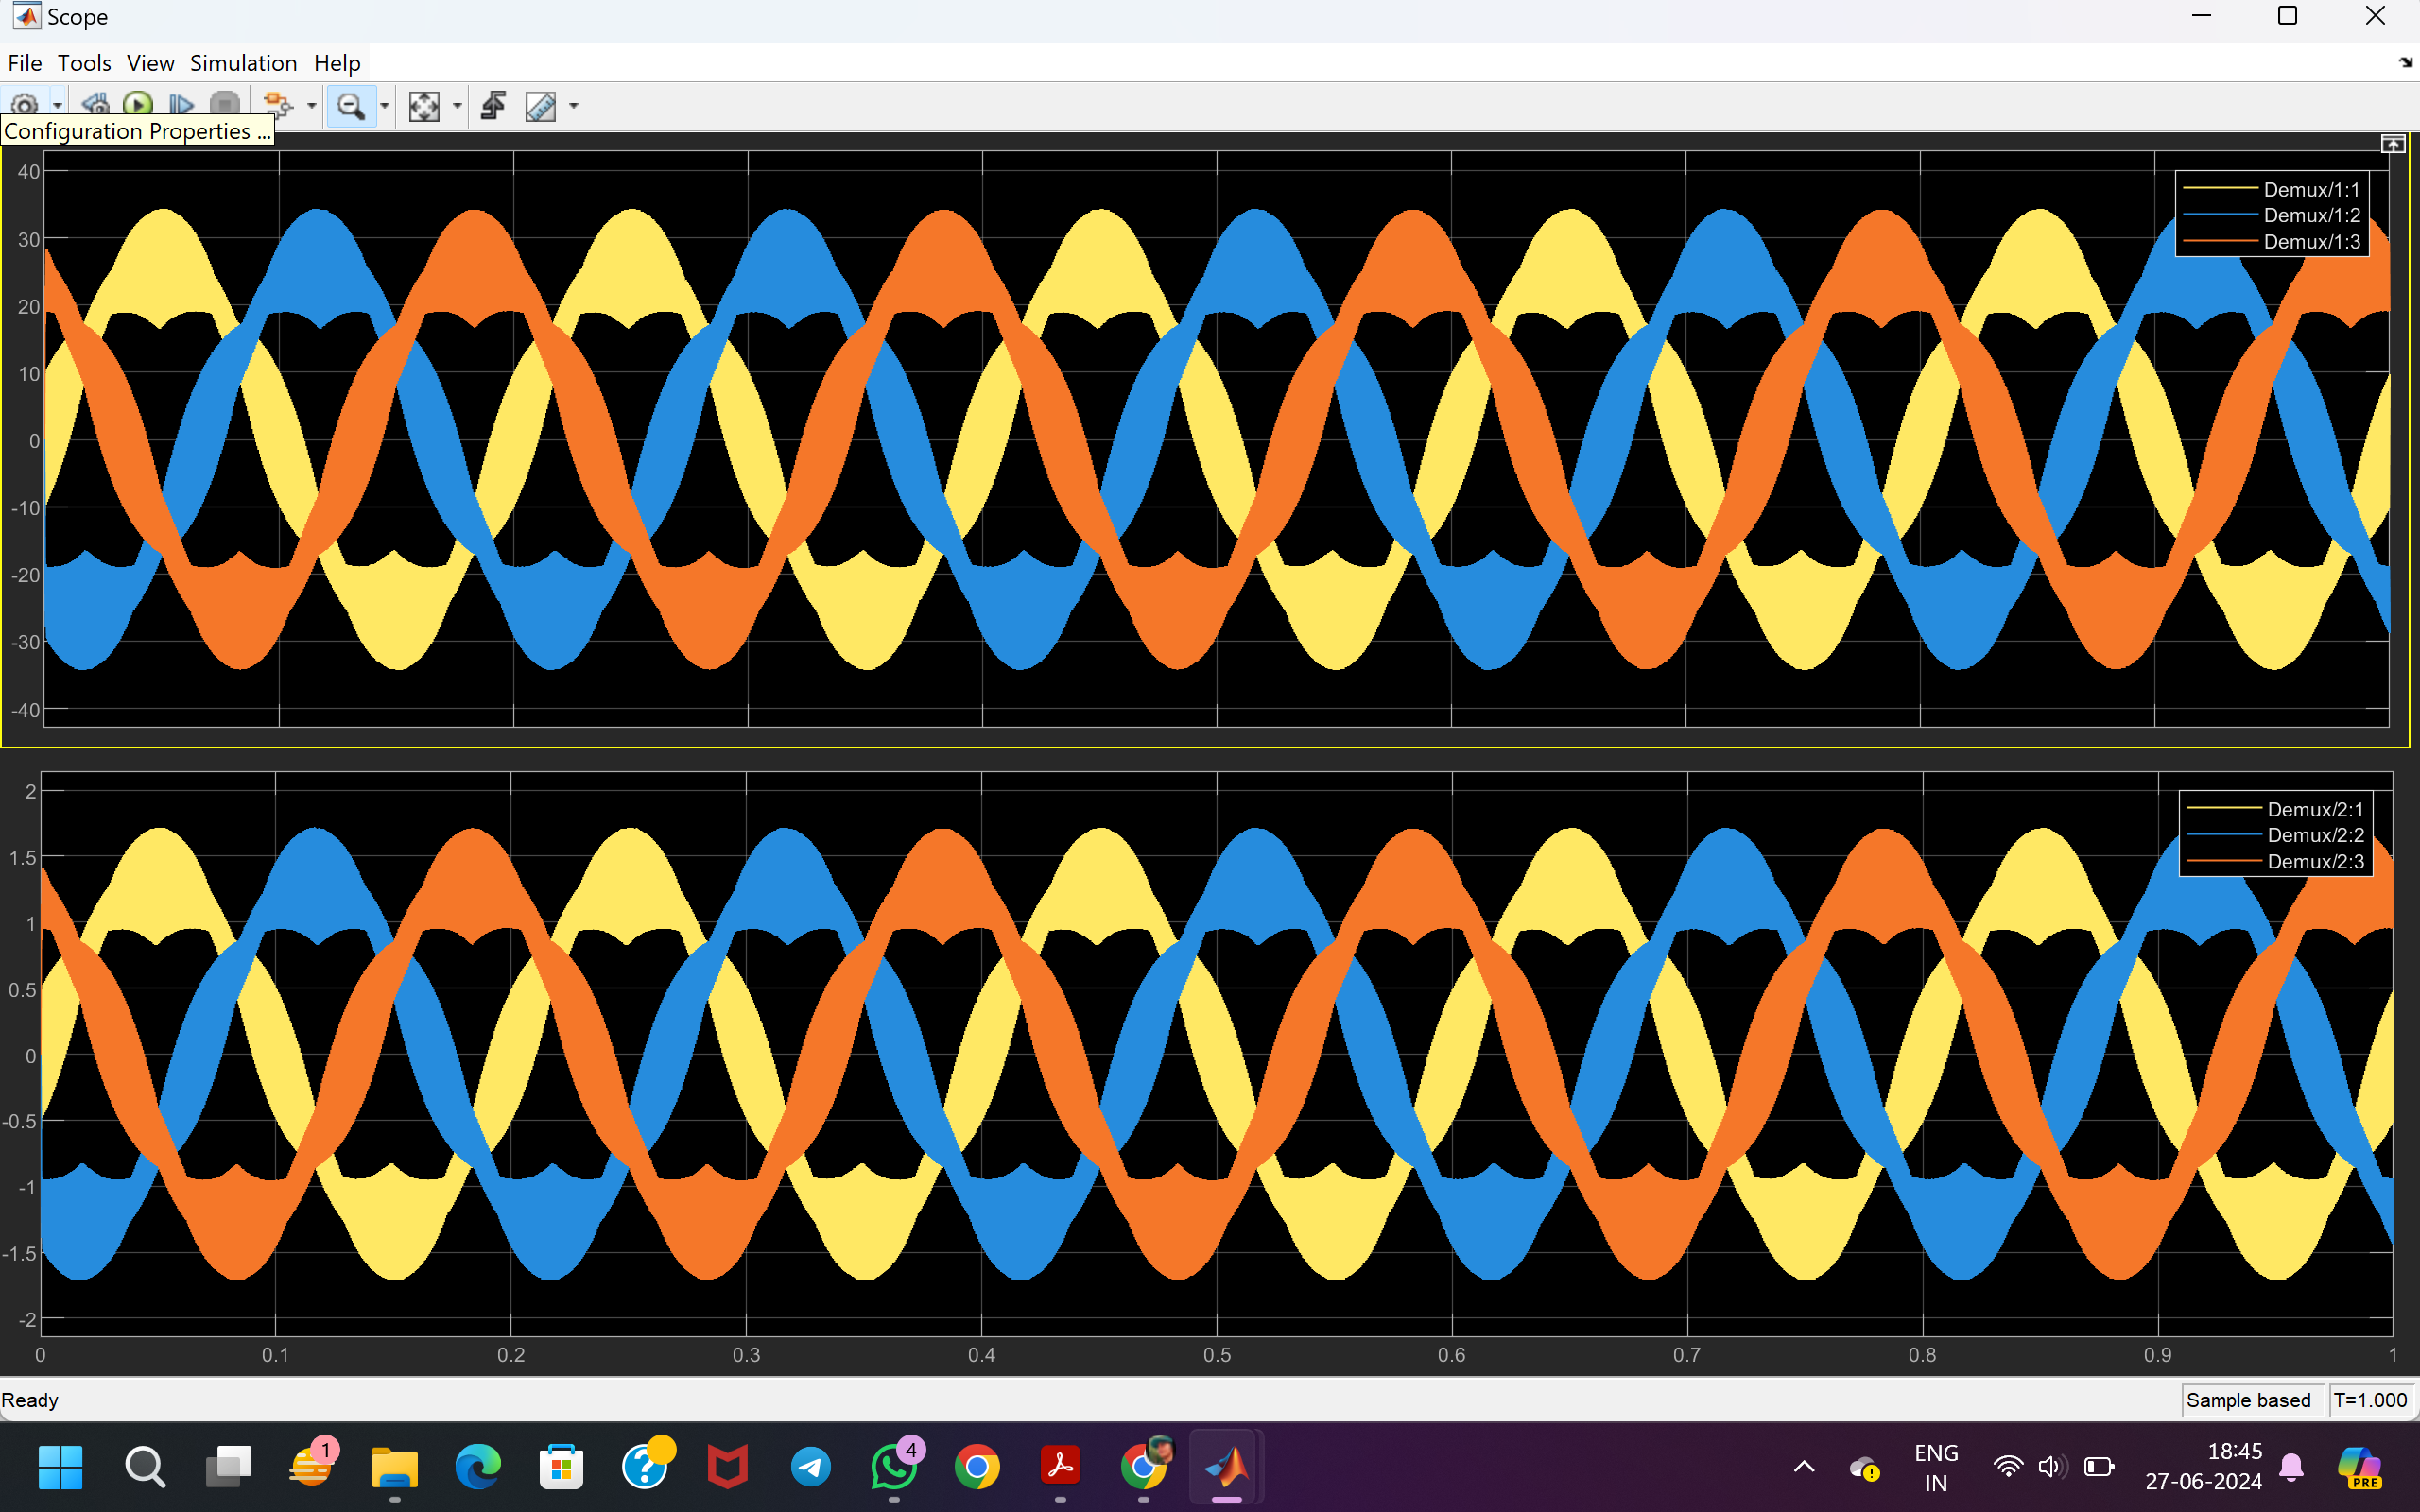 Scope
File Tools View Simulation Help
Configuration Properties ...
40
30
20
10
0
-10
-20
-30
-40
Demux/1:1
Demux/1:2
Demux/1:3
2
1.5
1
0.5
0
-0.5
-1
-1.5
-2
Demux/2:1
Demux/2:2
Demux/2:3
0 0.1 0.2 0.3 0.4 0.5 0.6 0.7 0.8 0.9 1
Ready Sample based T=1.000
1
4
ENG
IN
18:45
27-06-2024
PRE